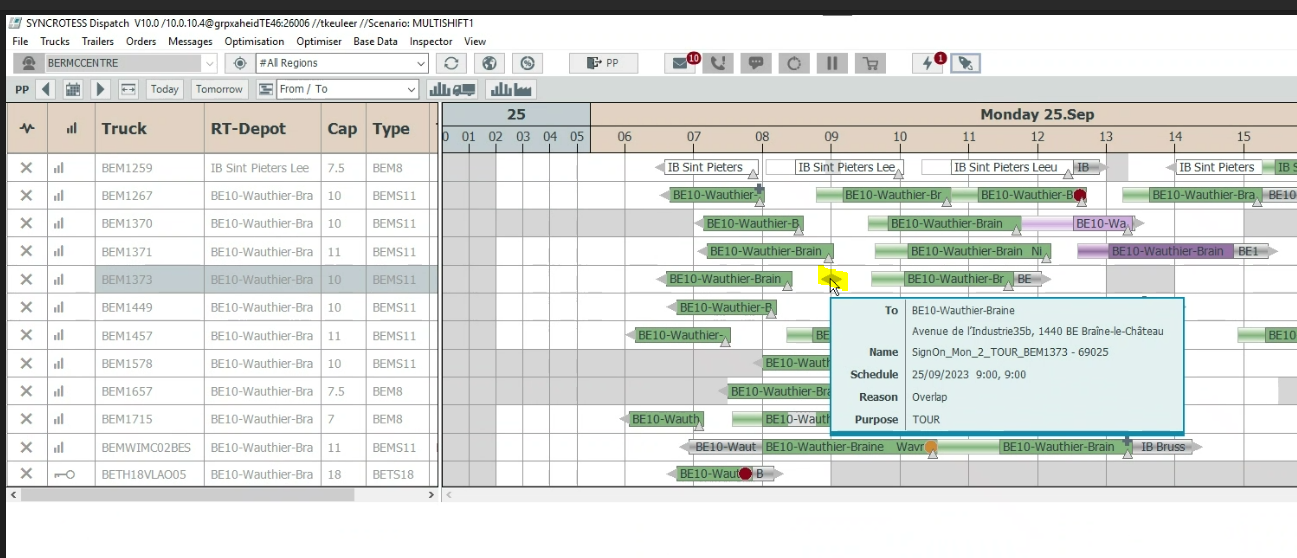 SYNCROTESS Dispatch V10.0 /10.0.10.4@grpxaheidTE46:26006 //tkeuleer //Scenario: MULTISHIFT1
File Trucks Trailers Orders Messages Optimisation Optimiser Base Data Inspector View
BERMCCENTRE #All Regions PP 10 1
PP Today Tomorrow From / To
Truck RT-Depot Cap Type 25 Monday 25.Sep
0 01 02 03 04 05 06 07 08 09 10 11 12 13 14 15
BEM1259 IB Sint Pieters Lee 7.5 BEM8 IB Sint Pieters IB Sint Pieters Lee IB Sint Pieters Leeu IB IB Sint Pieters IB S
BEM1267 BE10-Wauthier-Bra 10 BEMS11 BE10-Wauthier BE10-Wauthier-Br BE10-Wauthier-B BE10-Wauthier-Bra BE10
BEM1370 BE10-Wauthier-Bra 10 BEMS11 BE10-Wauthier-B BE10-Wauthier-Brain BE10-Wa
BEM1371 BE10-Wauthier-Bra 11 BEMS11 BE10-Wauthier-Brain BE10-Wauthier-Brain Ni BE10-Wauthier-Brain BE1
BEM1373 BE10-Wauthier-Bra 10 BEMS11 BE10-Wauthier-Brain BE10-Wauthier-Br BE
BEM1449 BE10-Wauthier-Bra 10 BEMS11 BE10-Wauthier-B
BEM1457 BE10-Wauthier-Bra 11 BEMS11 BE10-Wauthier- BE BE10
BEM1578 BE10-Wauthier-Bra 10 BEMS11 BE10-Wauth
BEM1657 BE10-Wauthier-Bra 7.5 BEM8 BE10-Wauthier-Bra
BEM1715 BE10-Wauthier-Bra 7 BEM8 BE10-Wauth BE10-Wauth
BEMWIMC02BES BE10-Wauthier-Bra 11 BEMS11 BE10-Waut BE10-Wauthier-Braine Wavr BE10-Wauthier-Brain IB Bruss
BETH18VLAO05 BE10-Wauthier-Bra 18 BETS18 BE10-Waut B
To BE10-Wauthier-Braine
Avenue de l'Industrie35b, 1440 BE Braîne-le-Château
Name SignOn_Mon_2_TOUR_BEM1373 - 69025
Schedule 25/09/2023 9:00, 9:00
Reason Overlap
Purpose TOUR